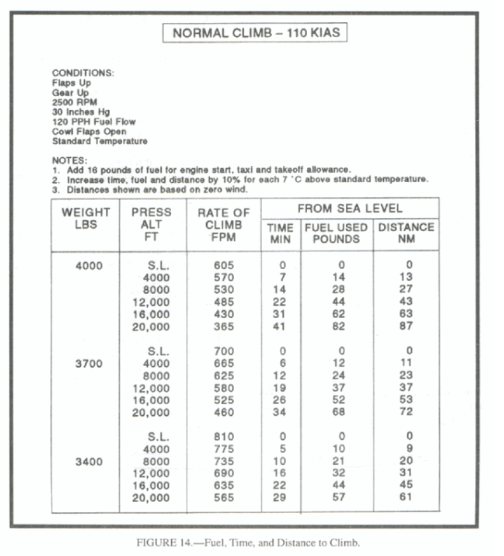 NORMAL CLIMB – 110 KIAS
CONDITIONS:
Flaps Up
Gear Up
2500 RPM
30 Inches Hg
120 PPH Fuel Flow
Cowl Flaps Open
Standard Temperature
NOTES:
1. Add 16 pounds of fuel for engine start, taxi and takeoff allowance.
2. Increase time, fuel and distance by 10% for each 7 °C above standard temperature.
3. Distances shown are based on zero wind.
WEIGHT LBS PRESS ALT FT RATE OF CLIMB FPM FROM SEA LEVEL
TIME MIN FUEL USED POUNDS DISTANCE NM
4000 S.L. 605 0 0 0
4000 570 7 14 13
8000 530 14 28 27
12,000 485 22 44 43
16,000 430 31 62 63
20,000 365 41 82 87
S.L. 700 0 0 0
3700 4000 665 6 12 11
8000 625 12 24 23
12,000 580 19 37 37
16,000 525 26 52 53
20,000 460 34 68 72
S.L. 810 0 0 0
4000 775 5 10 9
3400 8000 735 10 21 20
12,000 690 16 32 31
16,000 635 22 44 45
20,000 565 29 57 61
FIGURE 14.—Fuel, Time, and Distance to Climb.